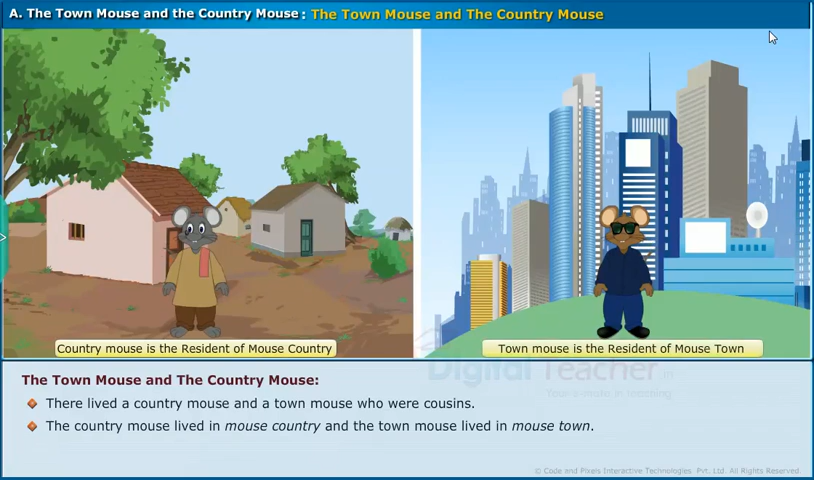 A. The Town Mouse and the Country Mouse : The Town Mouse and The Country Mouse
Country mouse is the Resident of Mouse Country
Town mouse is the Resident of Mouse Town
Digital Teacher.in
The Town Mouse and The Country Mouse:
There lived a country mouse and a town mouse who were cousins.
The country mouse lived in mouse country and the town mouse lived in mouse town.
© Code and Pixels Interactive Technologies. Pvt. Ltd. All Rights Reserved.